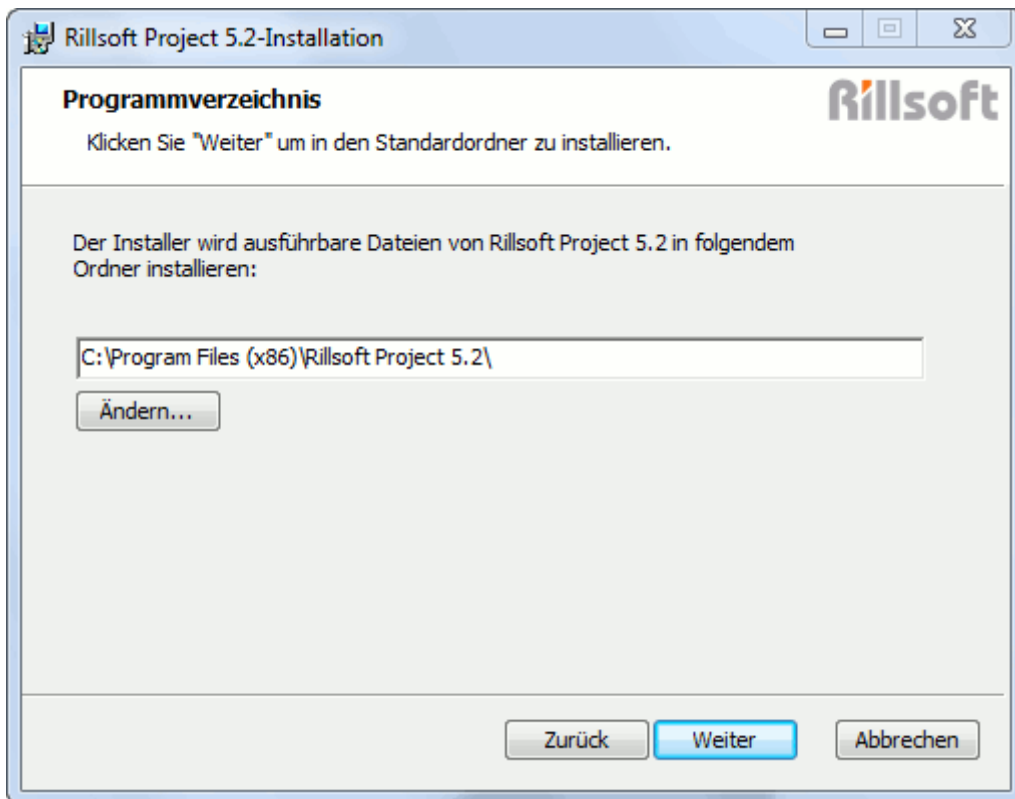 Rillsoft Project 5.2-Installation
Programmverzeichnis
Rillsoft
Klicken Sie "Weiter" um in den Standardordner zu installieren.
Der Installer wird ausführbare Dateien von Rillsoft Project 5.2 in folgendem
Ordner installieren:
C:\Program Files (x86)\Rillsoft Project 5.2\
Ändern...
Zurück
Weiter
Abbrechen